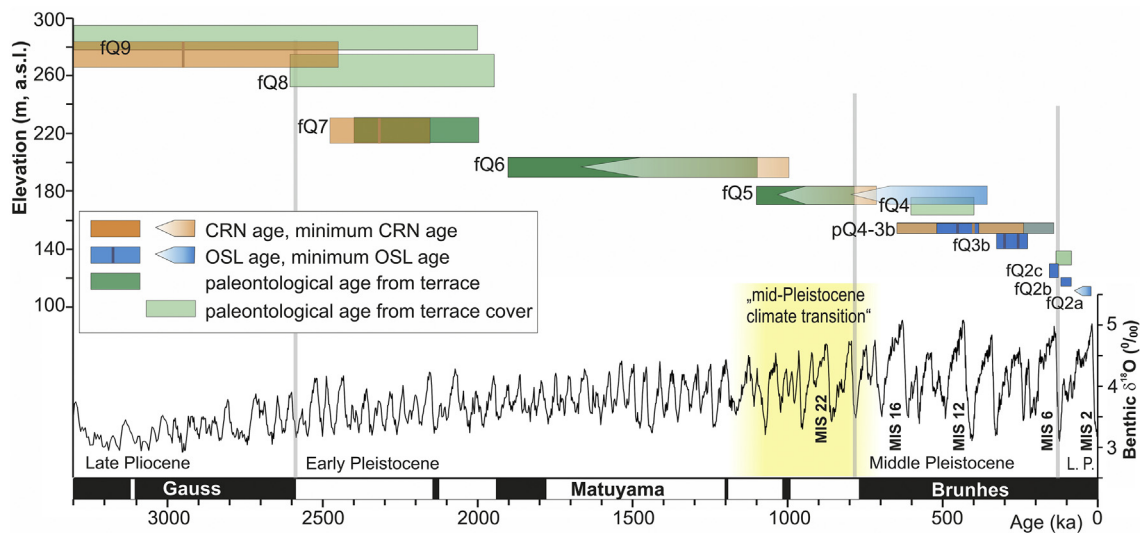 300
260
220
180
140
100
Elevation (m, a.s.l.)
fQ9
fQ8
fQ7
fQ6
fQ5
fQ4
pQ4-3b
fQ3b
fQ2c
fQ2b
fQ2a
CRN age, minimum CRN age
OSL age, minimum OSL age
paleontological age from terrace
paleontological age from terrace cover
„mid-Pleistocene
climate transition“
5
4
3
Benthic δ¹⁸O (⁰/₀₀)
MIS 22
MIS 16
MIS 12
MIS 6
MIS 2
Late Pliocene
Early Pleistocene
Middle Pleistocene
L. P.
Gauss
Matuyama
Brunhes
3000
2500
2000
1500
1000
500
Age (ka)
0